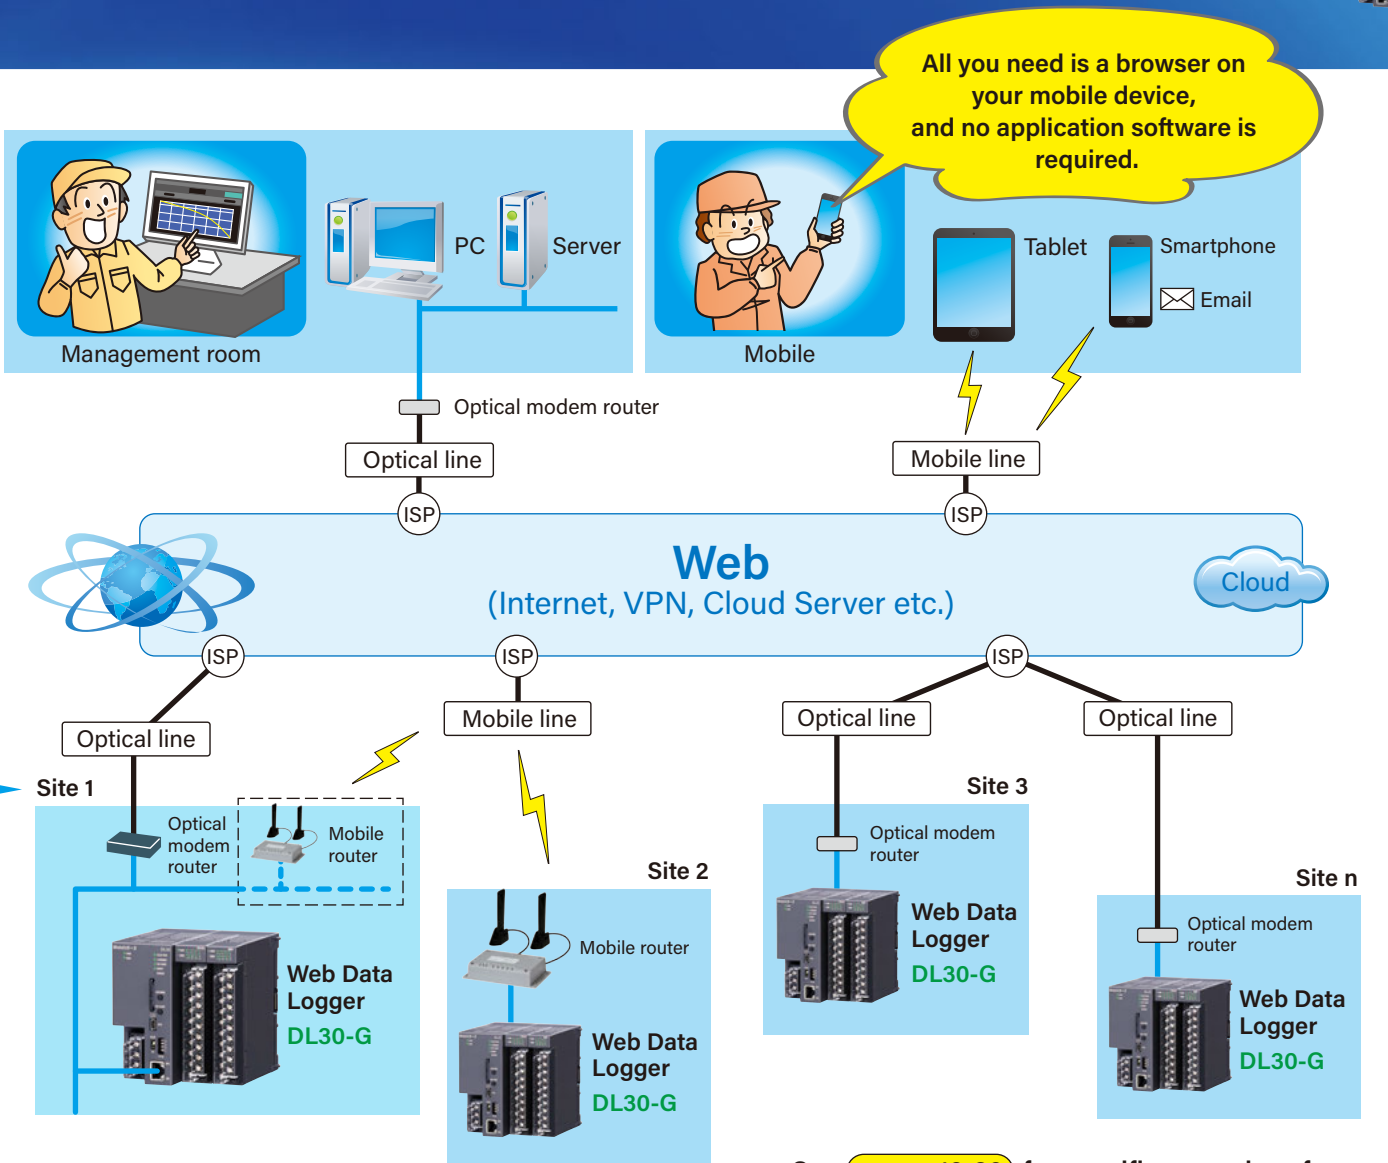 All you need is a browser on
your mobile device,
and no application software is
required.
PC
Server
Management room
Tablet
Smartphone
Email
Mobile
Optical modem router
Optical line
Mobile line
ISP
ISP
Web
(Internet, VPN, Cloud Server etc.)
Cloud
ISP
ISP
ISP
Optical line
Mobile line
Optical line
Optical line
Site 1
Optical
modem
router
Mobile
router
Web Data
Logger
DL30-G
Site 2
Mobile router
Web Data
Logger
DL30-G
Site 3
Optical modem
router
Web Data
Logger
DL30-G
Site n
Optical modem
router
Web Data
Logger
DL30-G